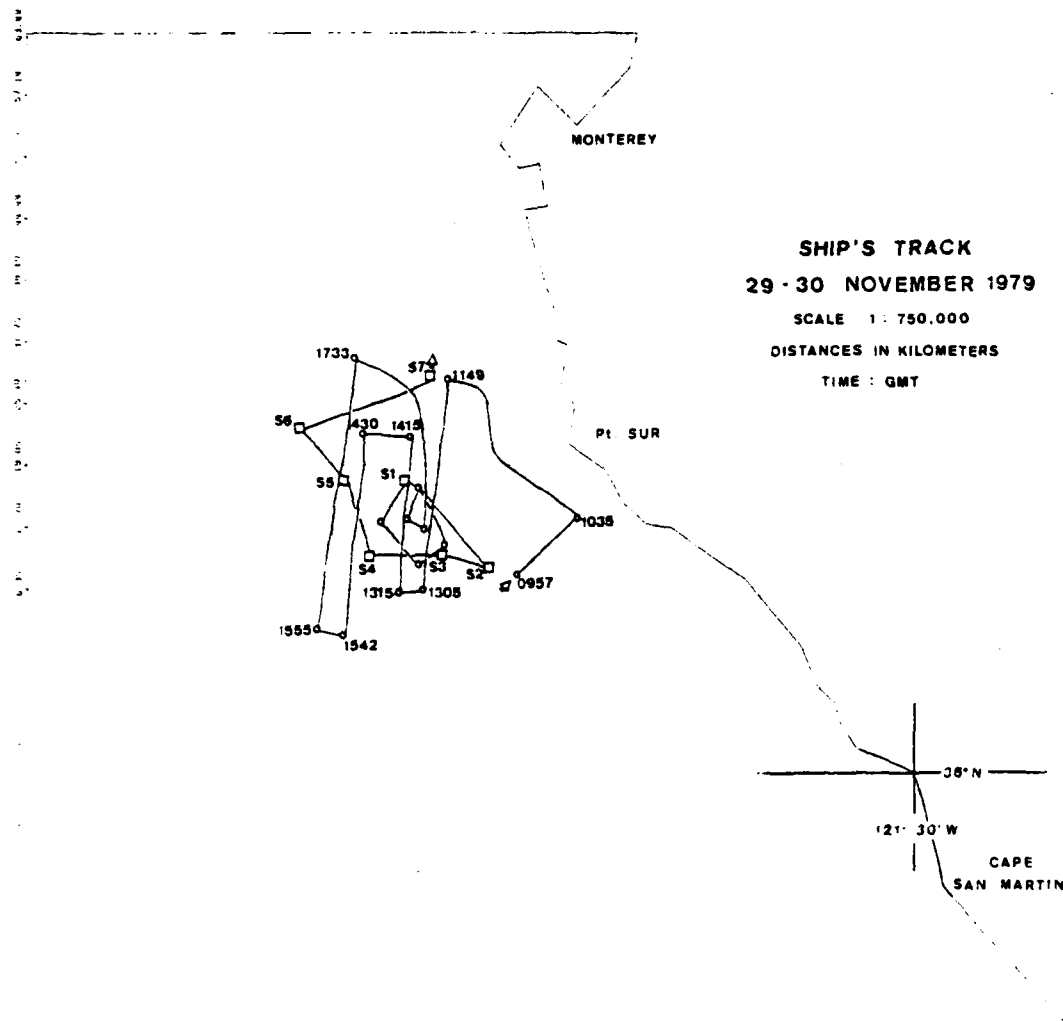 MONTEREY
SHIP'S TRACK
29 - 30 NOVEMBER 1979
SCALE 1 : 750.000
DISTANCES IN KILOMETERS
TIME : GMT
1733
S7
1149
S6
1430
1415
Pt. SUR
S5
S1
1035
S4
S3
S2
0957
1315
1305
1555
1542
36° N
121° 30' W
CAPE
SAN MARTIN